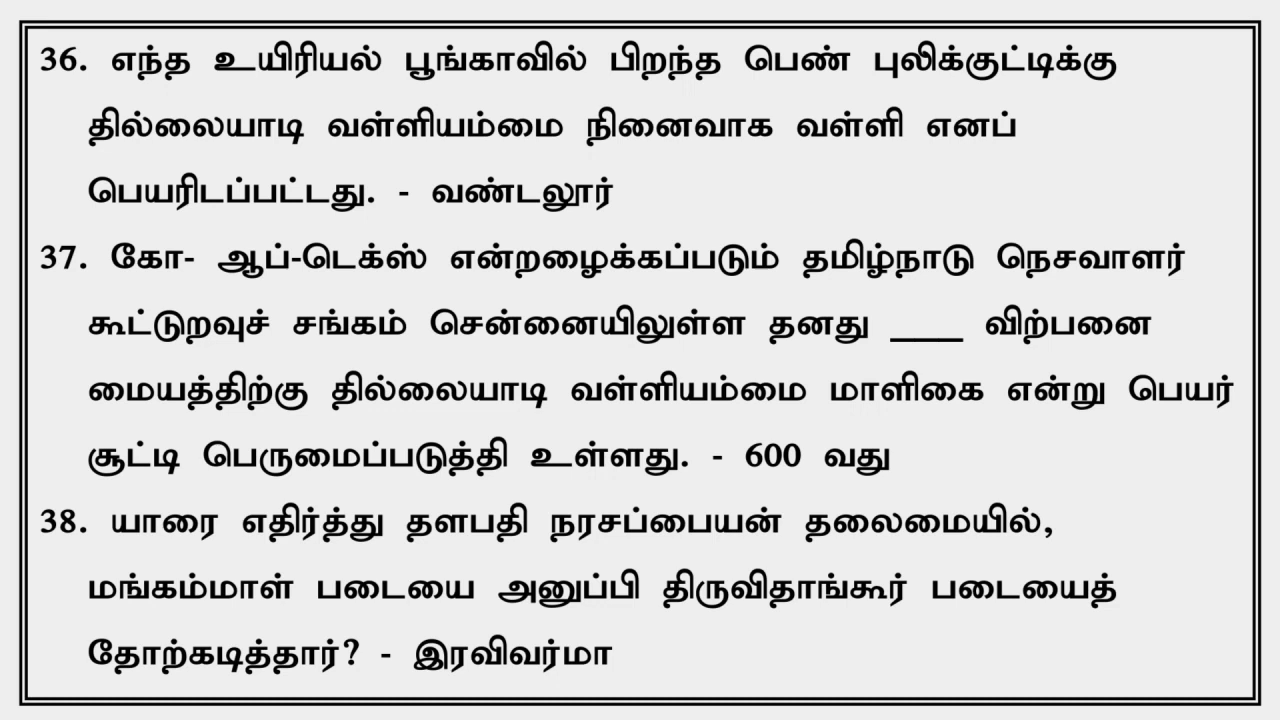 36. எந்த உயிரியல் பூங்காவில் பிறந்த பெண் புலிக்குட்டிக்கு
தில்லையாடி வள்ளியம்மை நினைவாக வள்ளி எனப்
பெயரிடப்பட்டது. - வண்டலூர்
37. கோ- ஆப்-டெக்ஸ் என்றழைக்கப்படும் தமிழ்நாடு நெசவாளர்
கூட்டுறவுச் சங்கம் சென்னையிலுள்ள தனது ____ விற்பனை
மையத்திற்கு தில்லையாடி வள்ளியம்மை மாளிகை என்று பெயர்
சூட்டி பெருமைப்படுத்தி உள்ளது. - 600 வது
38. யாரை எதிர்த்து தளபதி நரசப்பையன் தலைமையில்,
மங்கம்மாள் படையை அனுப்பி திருவிதாங்கூர் படையைத்
தோற்கடித்தார்? - இரவிவர்மா